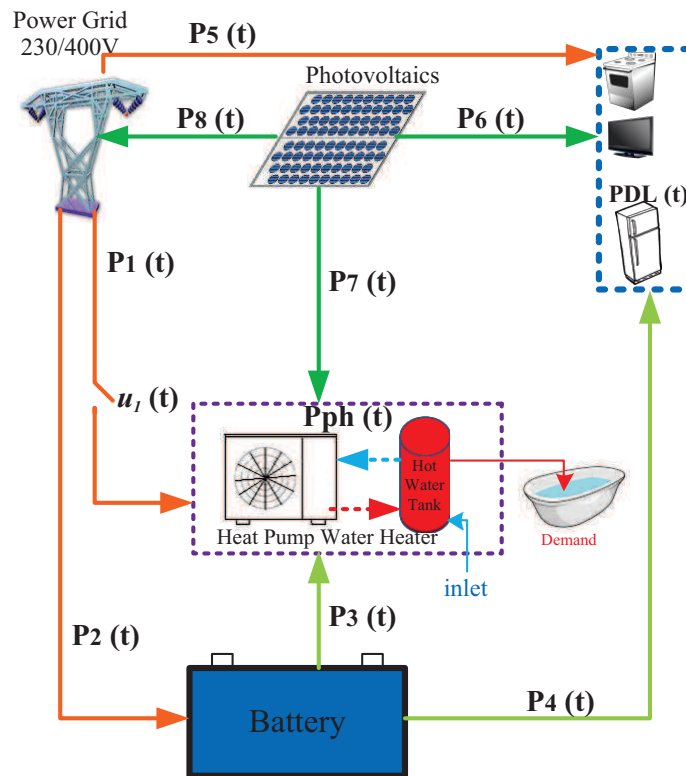 Power Grid
230/400V
P5 (t)
Photovoltaics
P8 (t)
P6 (t)
PDL (t)
P1 (t)
P7 (t)
u_I (t)
Pph (t)
Hot
Water
Tank
Heat Pump Water Heater
Demand
inlet
P2 (t)
P3 (t)
P4 (t)
Battery